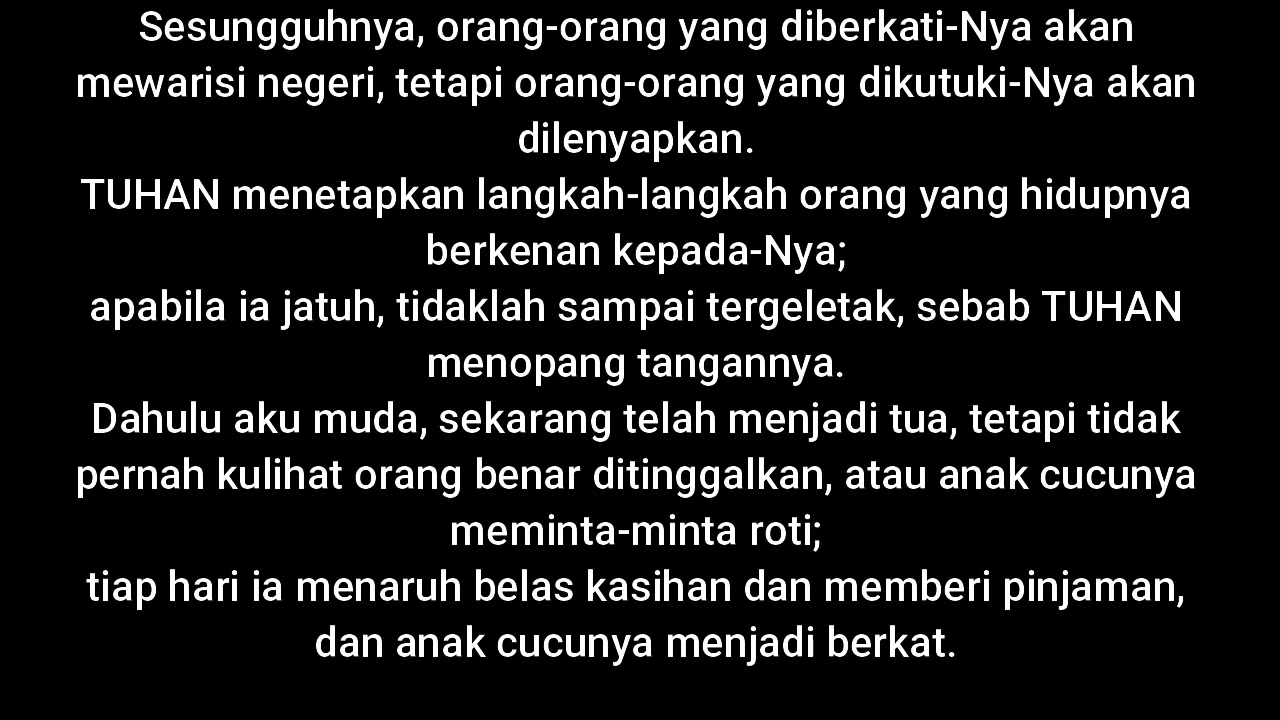 Sesungguhnya, orang-orang yang diberkati-Nya akan
mewarisi negeri, tetapi orang-orang yang dikutuki-Nya akan
dilenyapkan.
TUHAN menetapkan langkah-langkah orang yang hidupnya
berkenan kepada-Nya;
apabila ia jatuh, tidaklah sampai tergeletak, sebab TUHAN
menopang tangannya.
Dahulu aku muda, sekarang telah menjadi tua, tetapi tidak
pernah kulihat orang benar ditinggalkan, atau anak cucunya
meminta-minta roti;
tiap hari ia menaruh belas kasihan dan memberi pinjaman,
dan anak cucunya menjadi berkat.